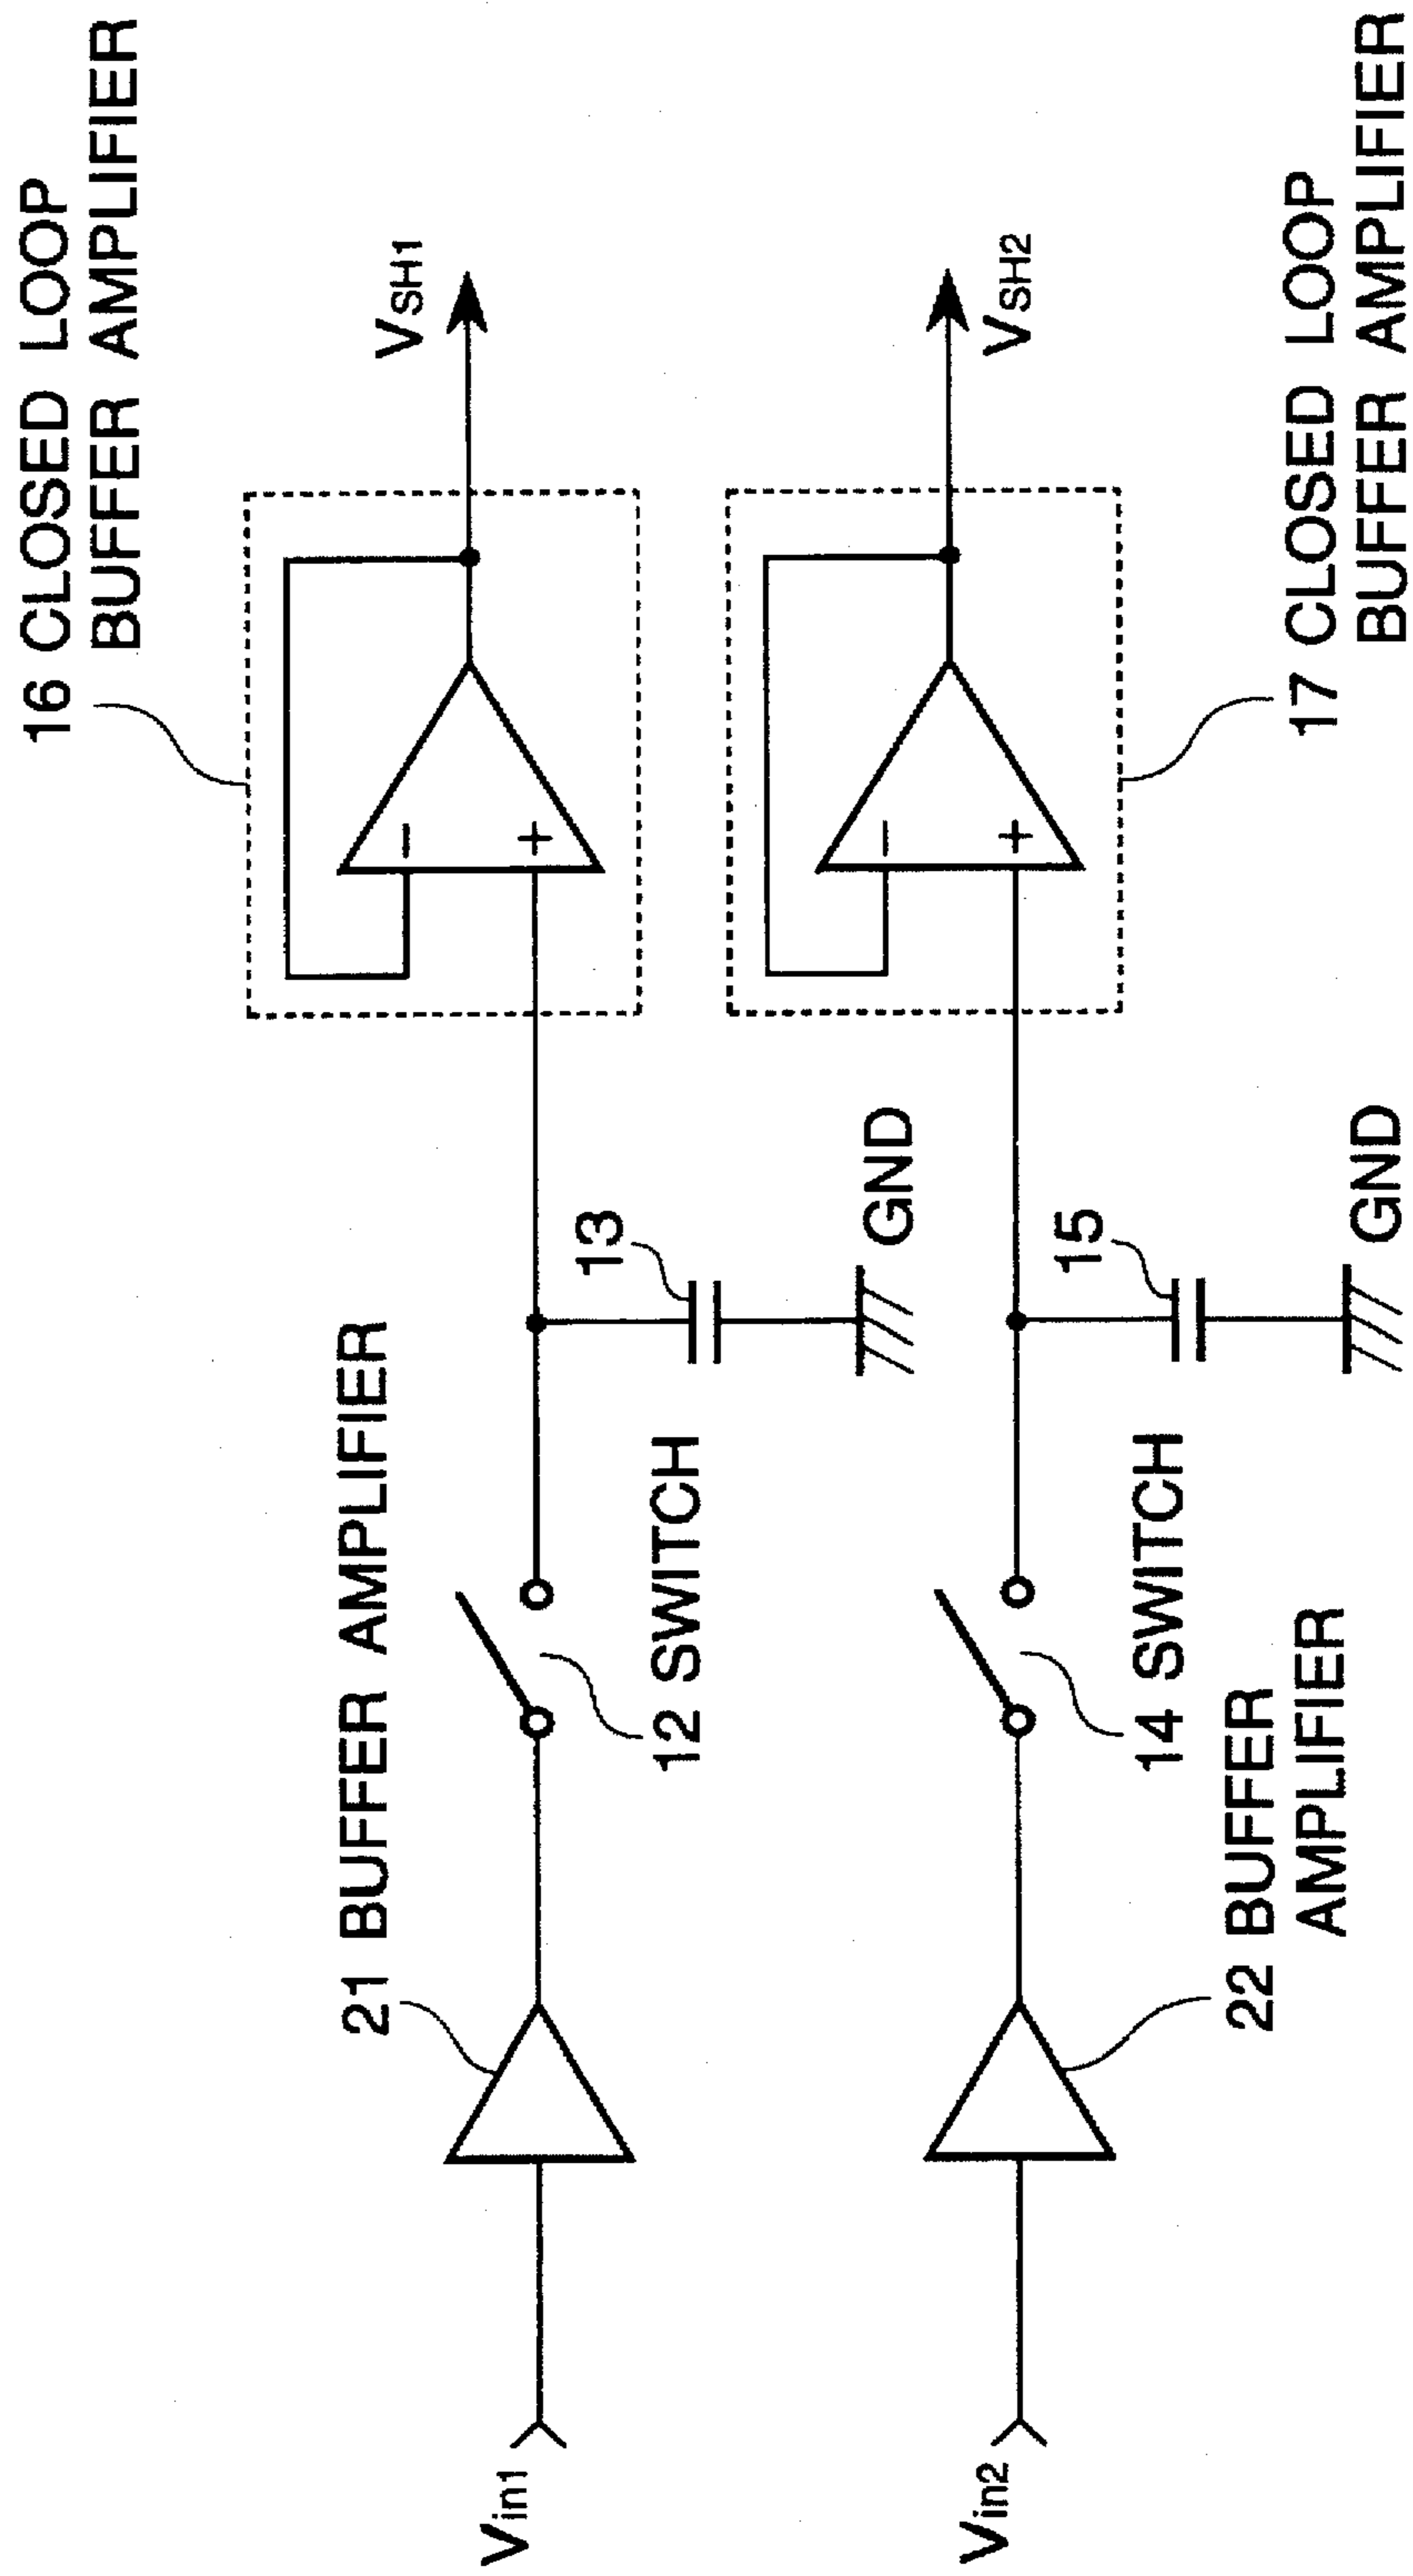 16 CLOSED LOOP
BUFFER AMPLIFIER
VSH1
−
+
21 BUFFER AMPLIFIER
12 SWITCH
13
GND
Vin1
VSH2
−
+
14 SWITCH
15
GND
Vin2
22 BUFFER
AMPLIFIER
17 CLOSED LOOP
BUFFER AMPLIFIER